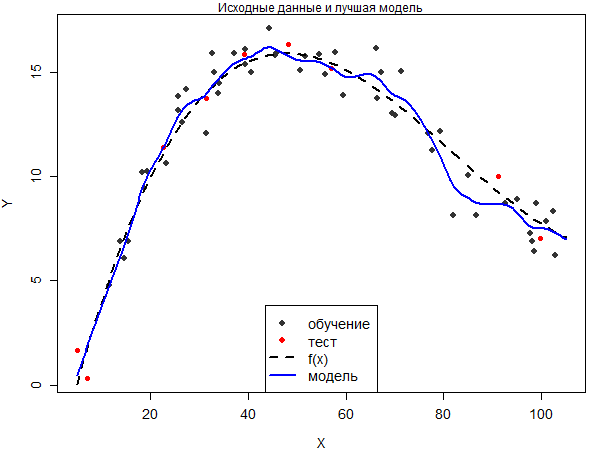 Исходные данные и лучшая модель
Y
15
10
5
0
обучение
тест
f(x)
модель
20
40
60
80
100
X